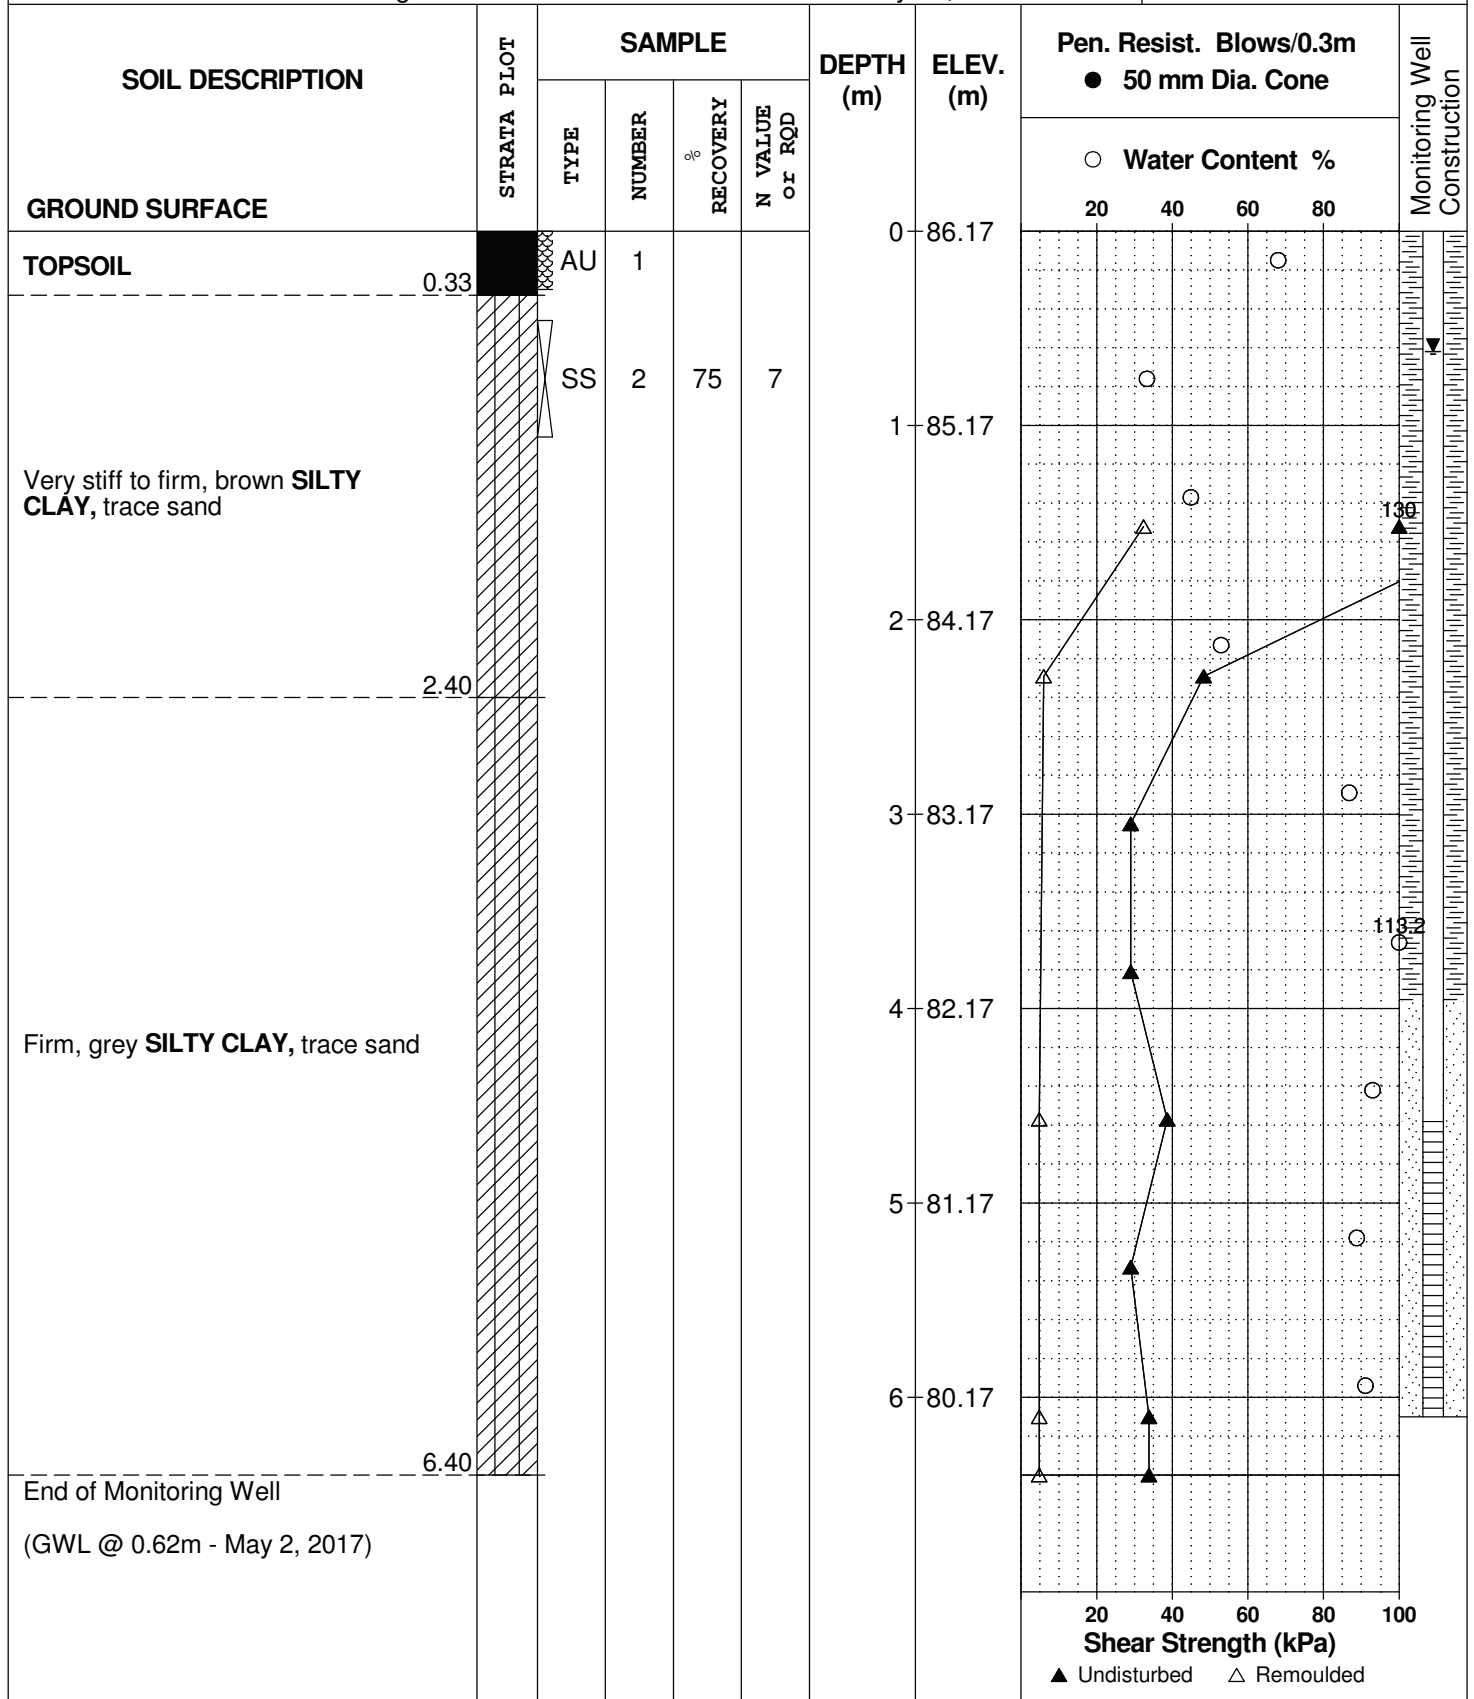 SOIL DESCRIPTION
GROUND SURFACE
STRATA PLOT
SAMPLE
TYPE
NUMBER
%
RECOVERY
N VALUE
or RQD
DEPTH
(m)
ELEV.
(m)
Pen. Resist. Blows/0.3m
● 50 mm Dia. Cone
○ Water Content %
20 40 60 80
Monitoring Well
Construction
0 86.17
TOPSOIL
0.33
AU 1
SS 2 75 7
1 85.17
Very stiff to firm, brown SILTY
CLAY, trace sand
130
2 84.17
2.40
3 83.17
113.2
4 82.17
Firm, grey SILTY CLAY, trace sand
5 81.17
6 80.17
6.40
End of Monitoring Well
(GWL @ 0.62m - May 2, 2017)
20 40 60 80 100
Shear Strength (kPa)
▲ Undisturbed △ Remoulded